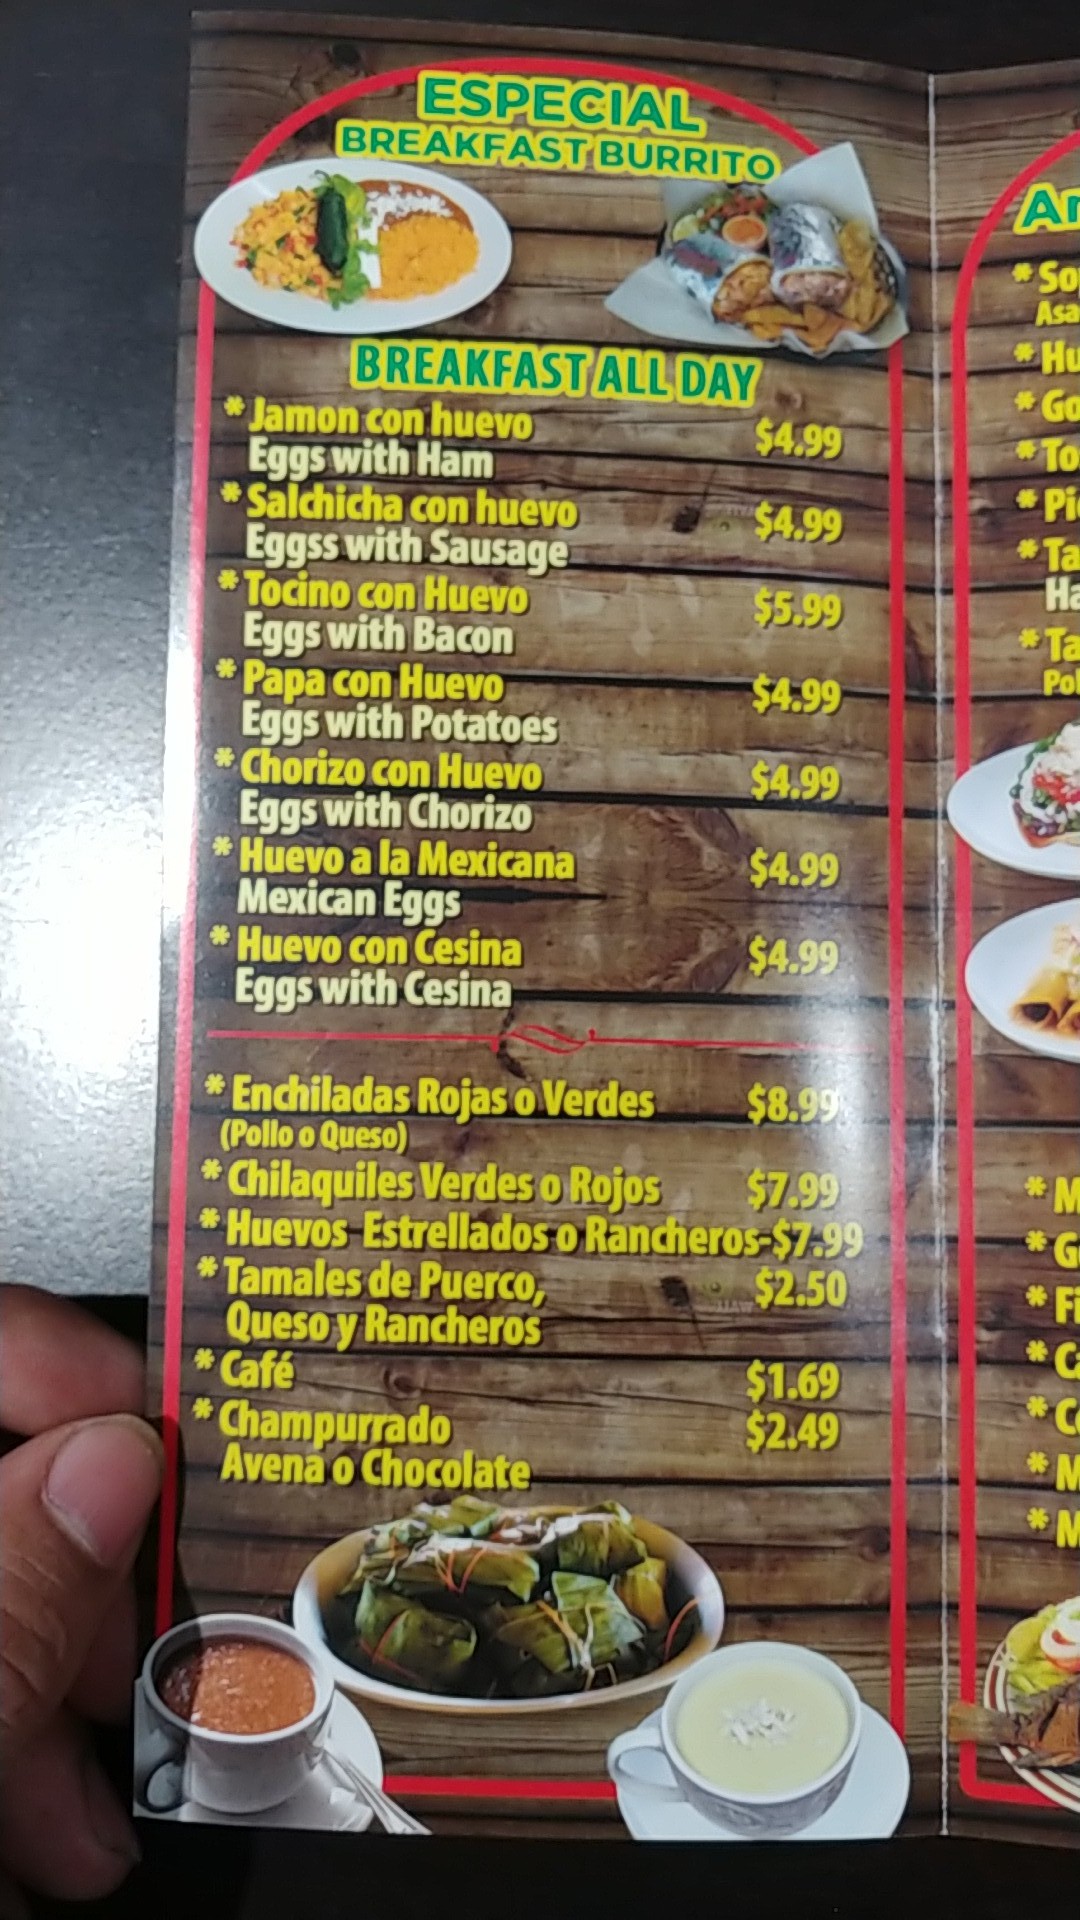 ESPECIAL
BREAKFAST BURRITO
BREAKFAST ALL DAY
* Jamon con huevo $4.99
Eggs with Ham
* Salchicha con huevo $4.99
Eggss with Sausage
* Tocino con Huevo $5.99
Eggs with Bacon
* Papa con Huevo $4.99
Eggs with Potatoes
* Chorizo con Huevo $4.99
Eggs with Chorizo
* Huevo a la Mexicana $4.99
Mexican Eggs
* Huevo con Cesina $4.99
Eggs with Cesina
* Enchiladas Rojas o Verdes $8.99
(Pollo o Queso)
* Chilaquiles Verdes o Rojos $7.99
* Huevos Estrellados o Rancheros-$7.99
* Tamales de Puerco, $2.50
Queso y Rancheros
* Café $1.69
* Champurrado $2.49
Avena o Chocolate